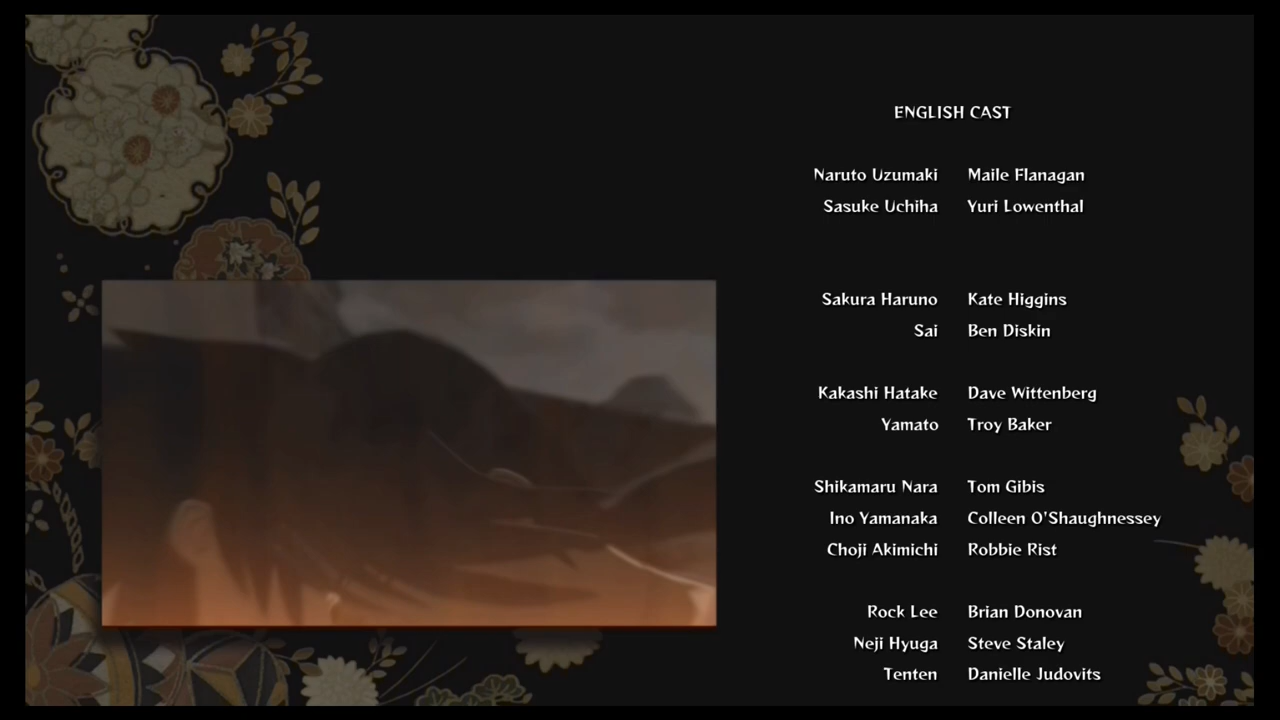 ENGLISH CAST
Naruto Uzumaki Maile Flanagan
Sasuke Uchiha Yuri Lowenthal
Sakura Haruno Kate Higgins
Sai Ben Diskin
Kakashi Hatake Dave Wittenberg
Yamato Troy Baker
Shikamaru Nara Tom Gibis
Ino Yamanaka Colleen O'Shaughnessey
Choji Akimichi Robbie Rist
Rock Lee Brian Donovan
Neji Hyuga Steve Staley
Tenten Danielle Judovits